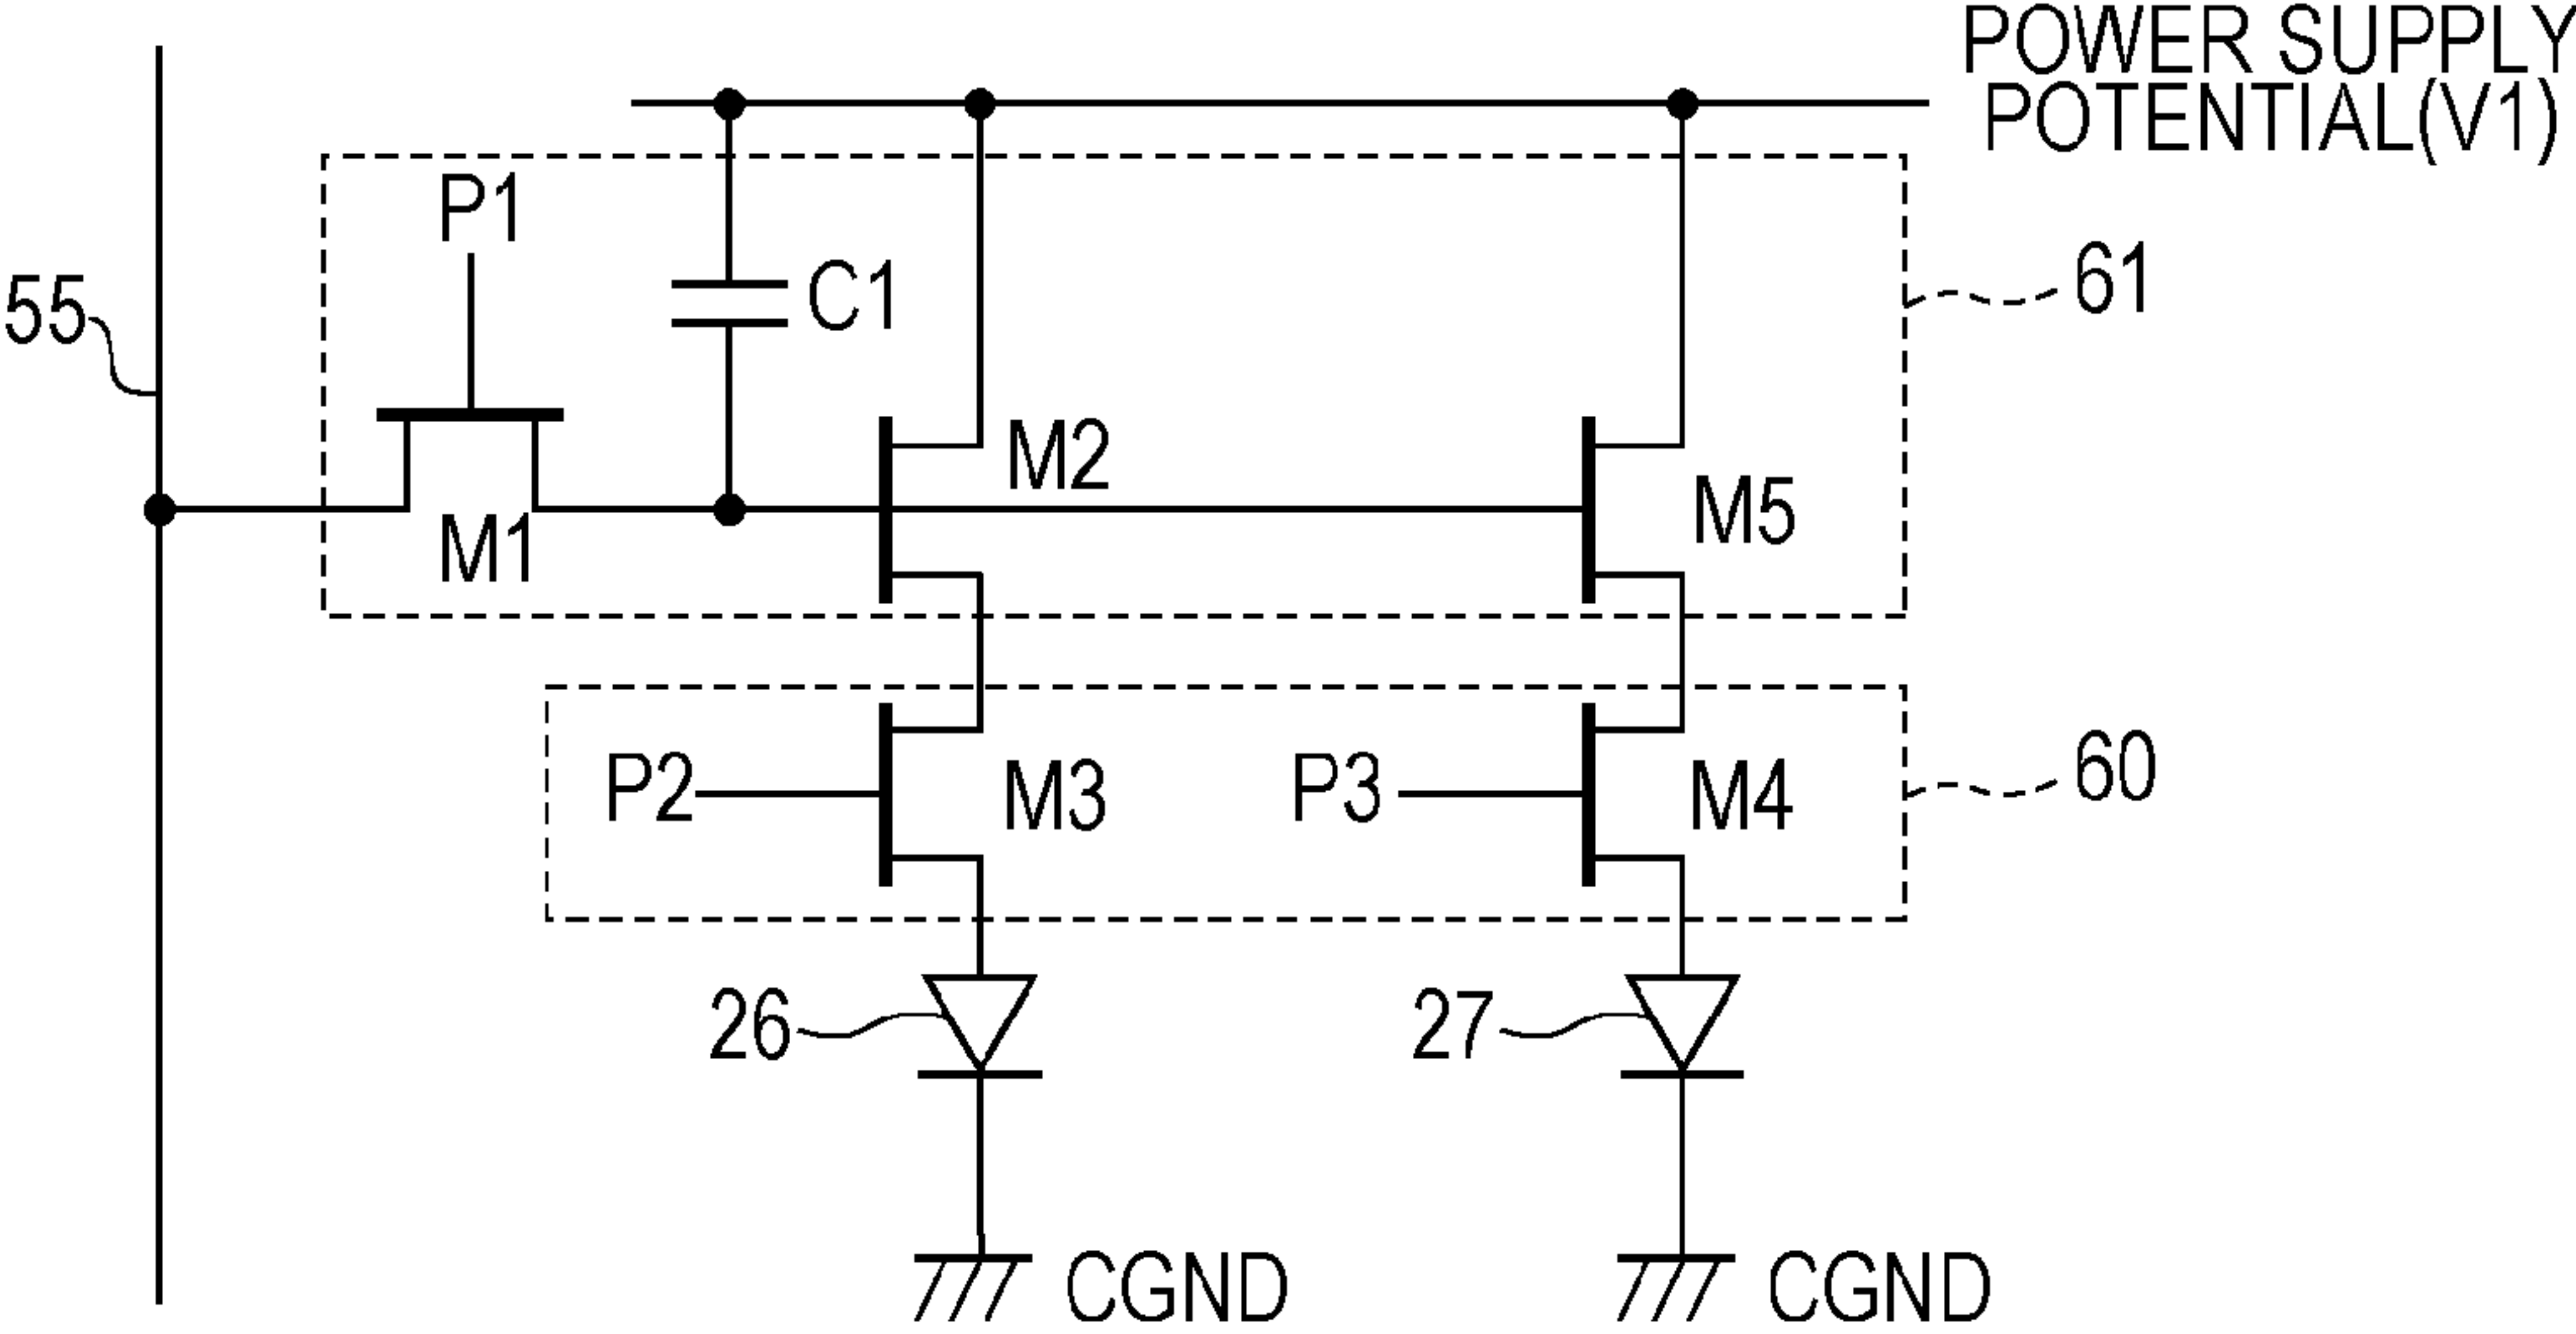 POWER SUPPLY
POTENTIAL(V1)
P1
55
C1
61
M2
M5
M1
P2
M3
P3
M4
60
26
27
CGND
CGND